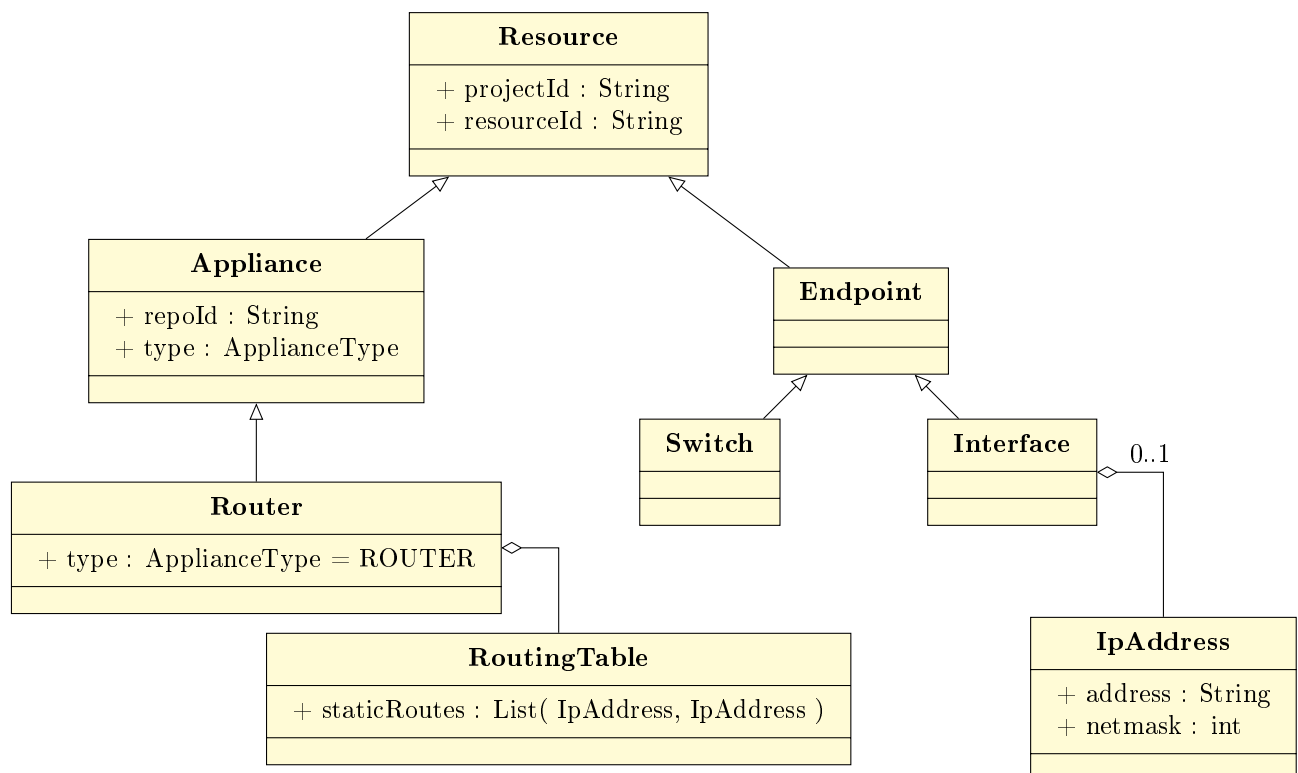 Resource
+ projectId : String
+ resourceId : String
Appliance
+ repoId : String
+ type : ApplianceType
Endpoint
Switch
Interface
0..1
Router
+ type : ApplianceType = ROUTER
RoutingTable
+ staticRoutes : List( IpAddress, IpAddress )
IpAddress
+ address : String
+ netmask : int